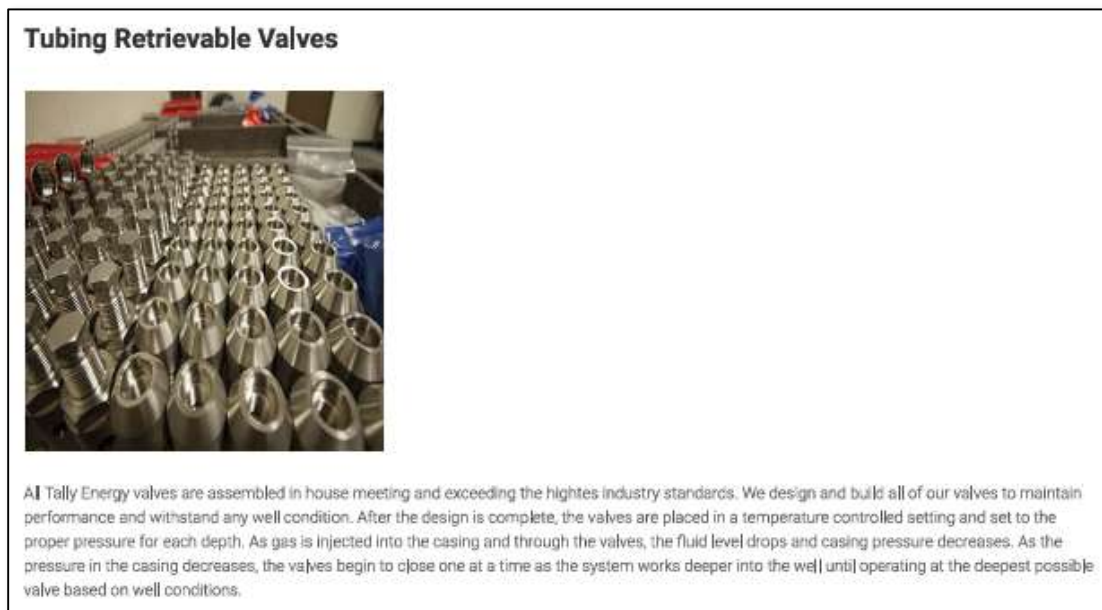 Tubing Retrievable Valves
All Tally Energy valves are assembled in house meeting and exceeding the hightes industry standards. We design and build all of our valves to maintain
performance and withstand any well condition. After the design is complete, the valves are placed in a temperature controlled setting and set to the
proper pressure for each depth. As gas is injected into the casing and through the valves, the fluid level drops and casing pressure decreases. As the
pressure in the casing decreases, the valves begin to close one at a time as the system works deeper into the well until operating at the deepest possible
valve based on well conditions.